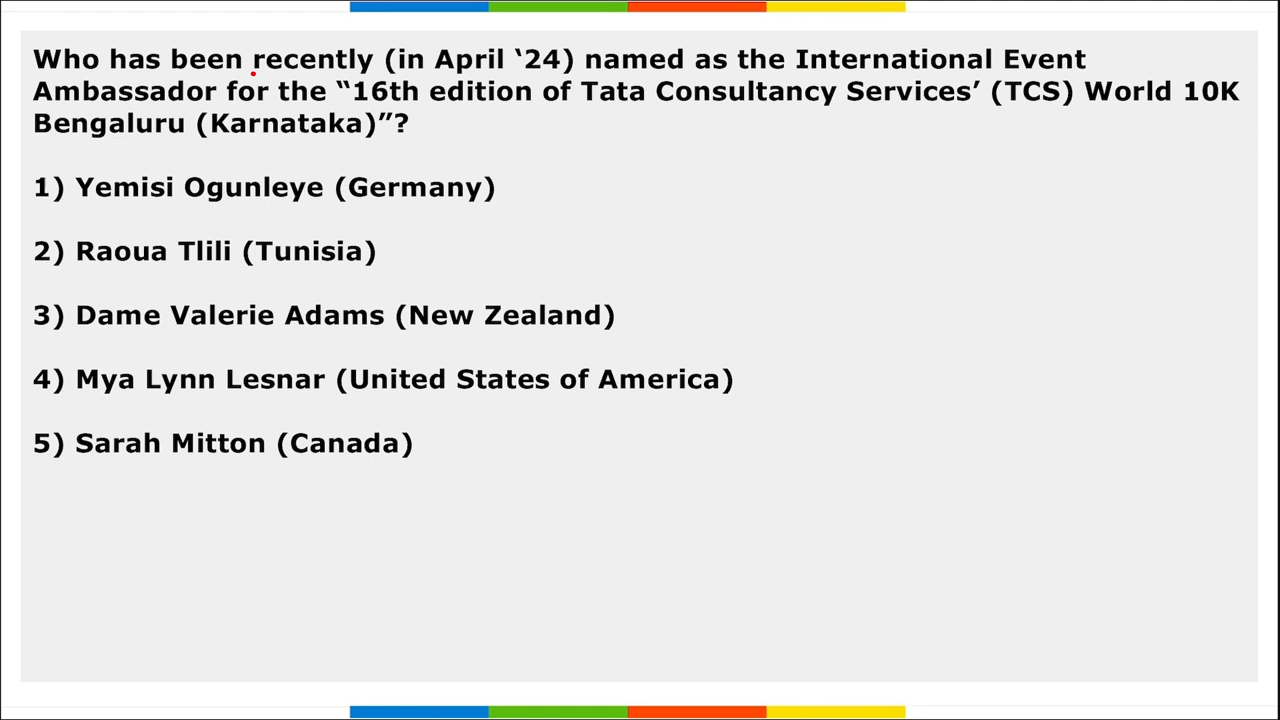 Who has been recently (in April ‘24) named as the International Event
Ambassador for the “16th edition of Tata Consultancy Services’ (TCS) World 10K
Bengaluru (Karnataka)”?
1) Yemisi Ogunleye (Germany)
2) Raoua Tlili (Tunisia)
3) Dame Valerie Adams (New Zealand)
4) Mya Lynn Lesnar (United States of America)
5) Sarah Mitton (Canada)